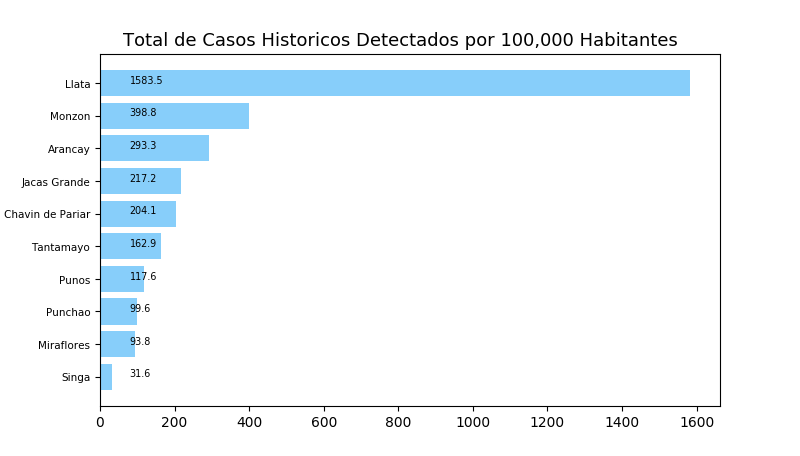 Total de Casos Historicos Detectados por 100,000 Habitantes
Llata 1583.5
Monzon 398.8
Arancay 293.3
Jacas Grande 217.2
Chavin de Pariar 204.1
Tantamayo 162.9
Punos 117.6
Punchao 99.6
Miraflores 93.8
Singa 31.6
0 200 400 600 800 1000 1200 1400 1600